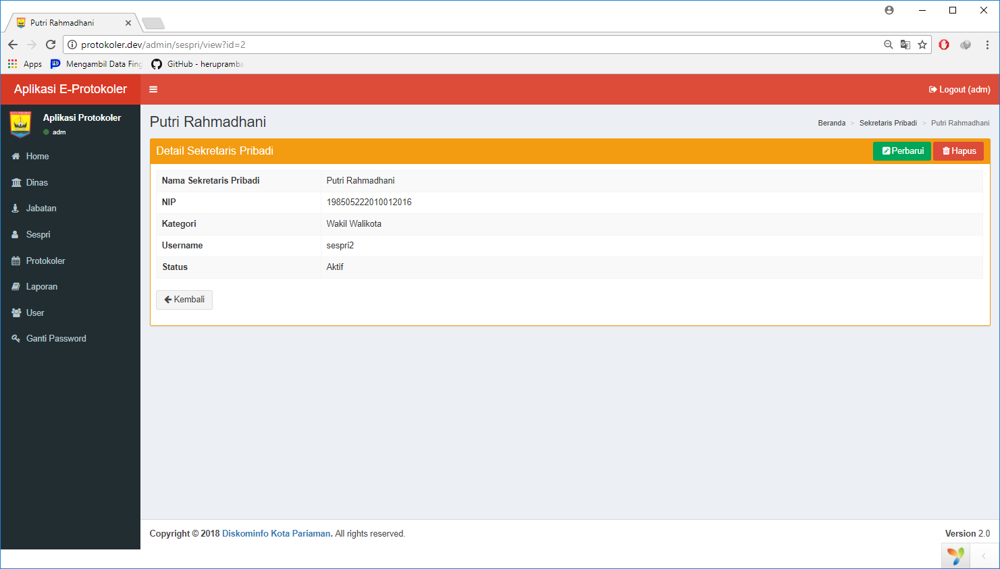 Putri Rahmadhani
protokoler.dev/admin/sespri/view?id=2
Apps Mengambil Data Fing GitHub - herupramba
Aplikasi E-Protokoler Logout (adm)
Aplikasi Protokoler
adm
Home
Dinas
Jabatan
Sespri
Protokoler
Laporan
User
Ganti Password
Putri Rahmadhani Beranda > Sekretaris Pribadi > Putri Rahmadhani
Detail Sekretaris Pribadi Perbarui Hapus
Nama Sekretaris Pribadi Putri Rahmadhani
NIP 198505222010012016
Kategori Wakil Walikota
Username sespri2
Status Aktif
Kembali
Copyright © 2018 Diskominfo Kota Pariaman. All rights reserved. Version 2.0